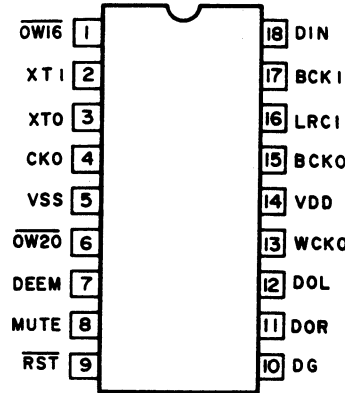 OW16 1 18 DIN
XTI 2 17 BCKI
XTO 3 16 LRCI
CKO 4 15 BCKO
VSS 5 14 VDD
OW20 6 13 WCKO
DEEM 7 12 DOL
MUTE 8 11 DOR
RST 9 10 DG